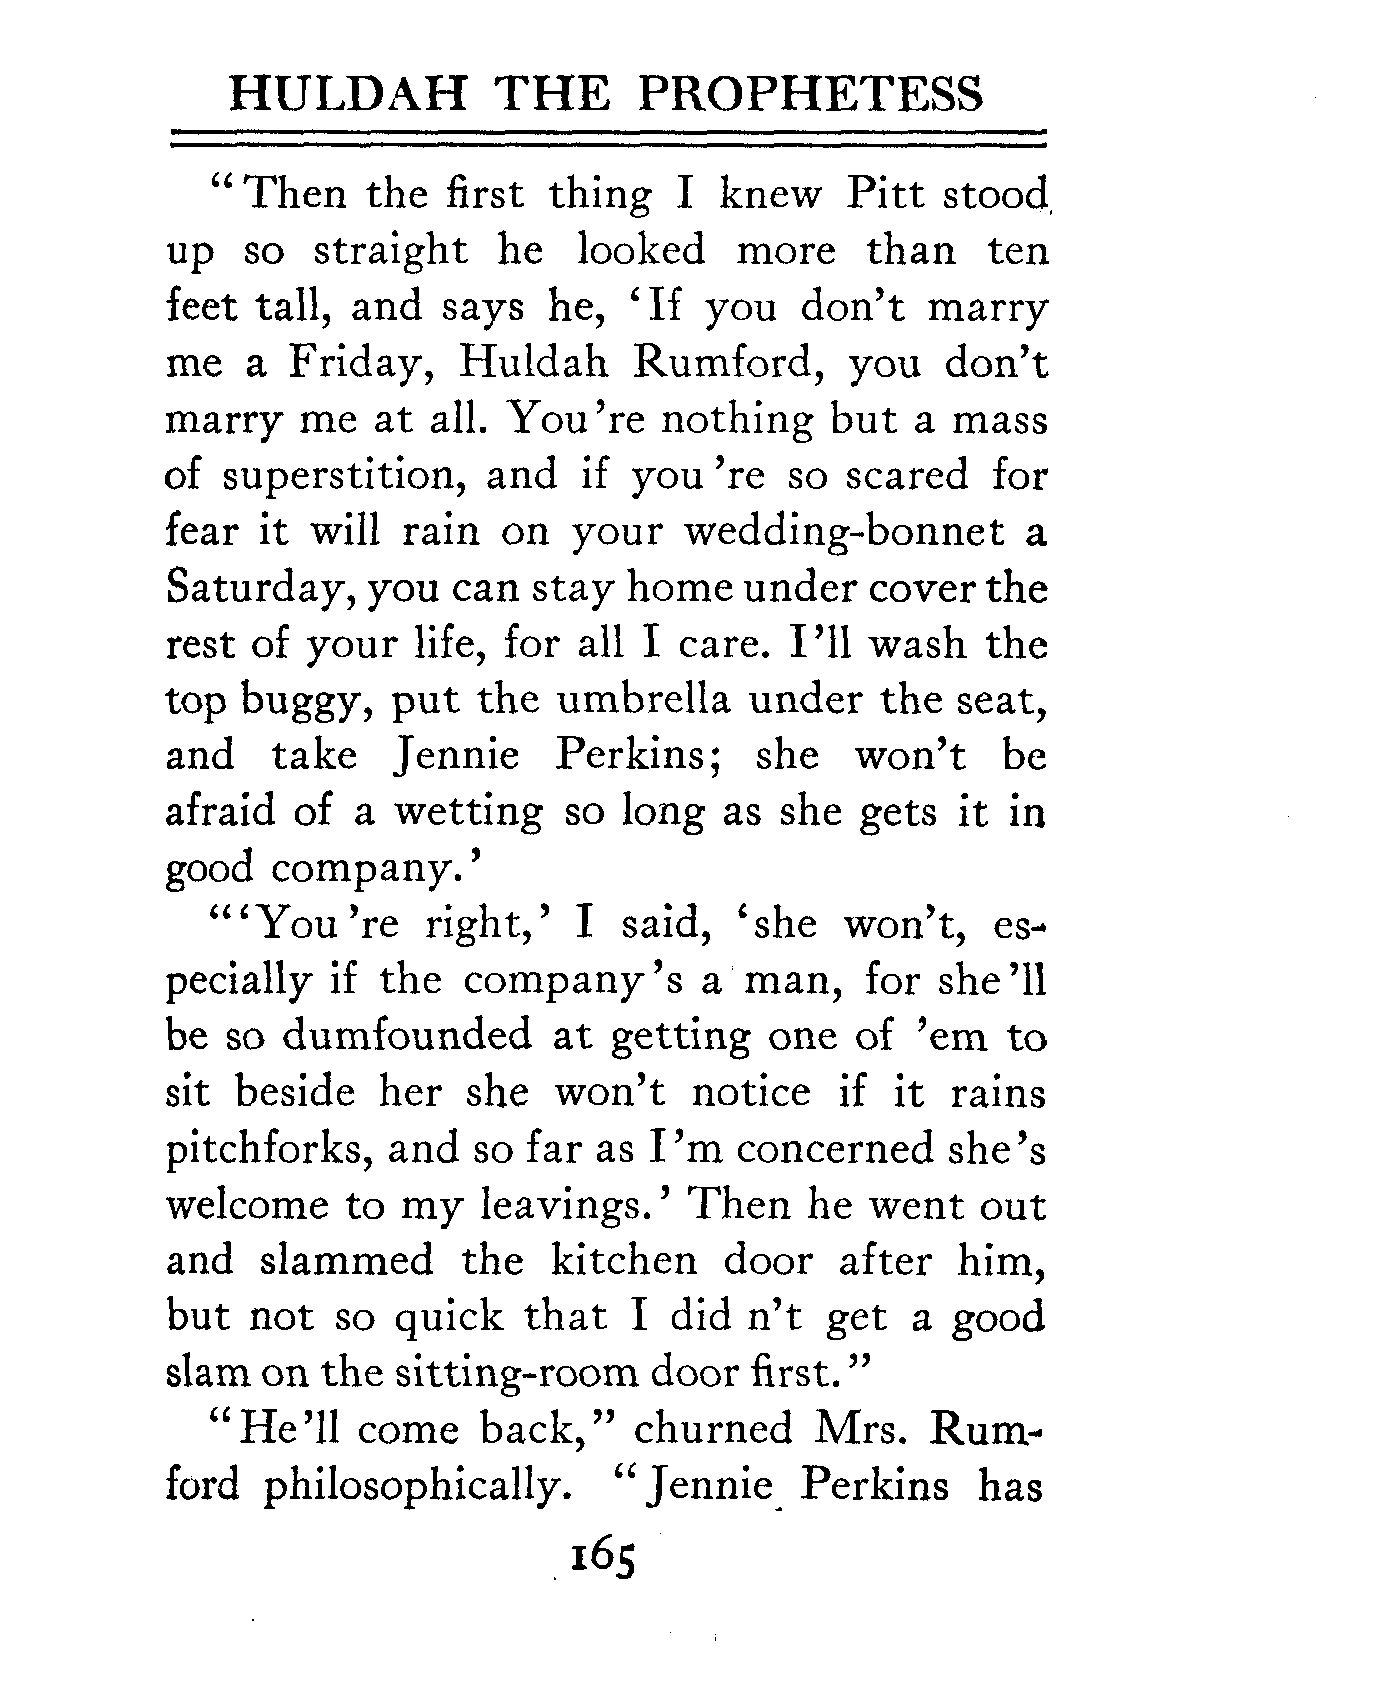 HULDAH THE PROPHETESS
"Then the first thing I knew Pitt stood
up so straight he looked more than ten
feet tall, and says he, 'If you don't marry
me a Friday, Huldah Rumford, you don't
marry me at all. You 're nothing but a mass
of superstition, and if you 're so scared for
fear it will rain on your wedding-bonnet a
Saturday, you can stay home under cover the
rest of your life, for all I care. I 'll wash the
top buggy, put the umbrella under the seat,
and take Jennie Perkins; she won't be
afraid of a wetting so long as she gets it in
good company.'
"'You 're right,' I said, 'she won't, es-
pecially if the company 's a man, for she 'll
be so dumfounded at getting one of 'em to
sit beside her she won't notice if it rains
pitchforks, and so far as I 'm concerned she 's
welcome to my leavings.' Then he went out
and slammed the kitchen door after him,
but not so quick that I did n't get a good
slam on the sitting-room door first."
"He 'll come back," churned Mrs. Rum-
ford philosophically. "Jennie Perkins has
165